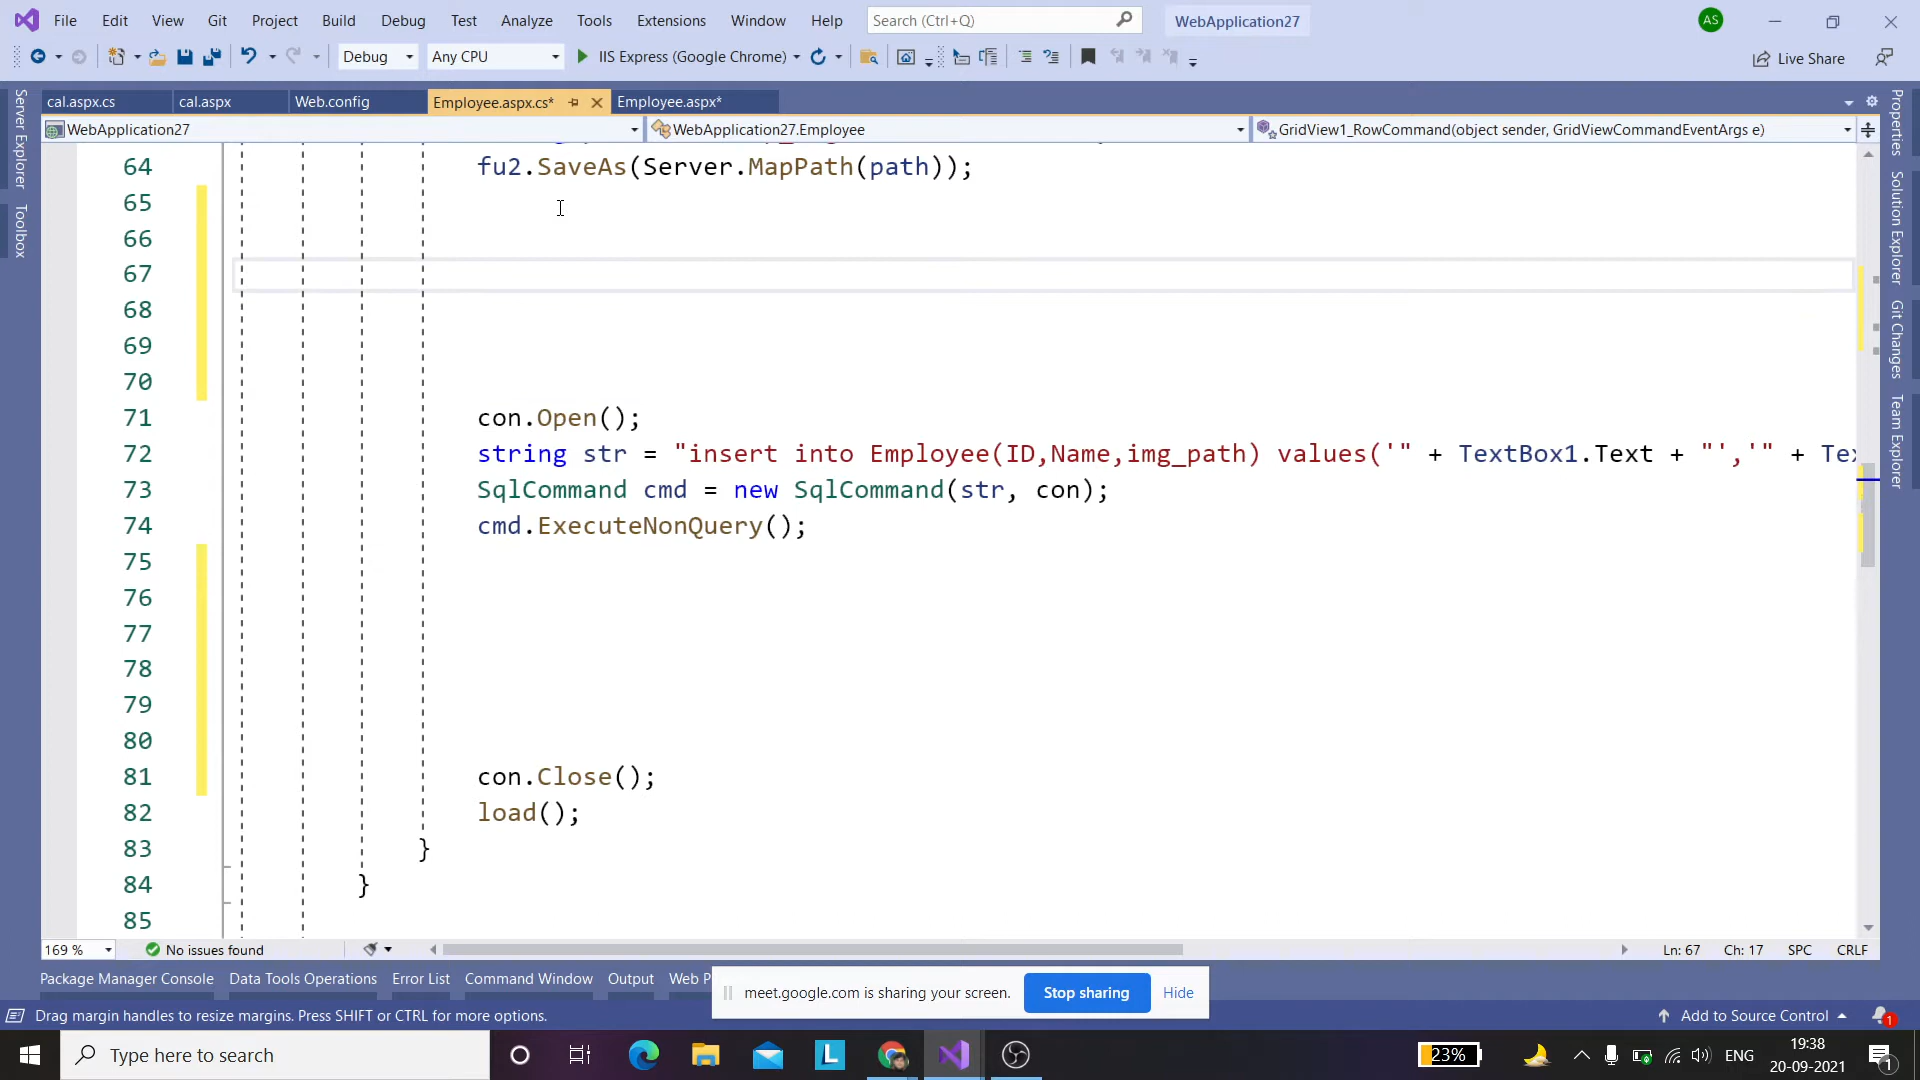 File Edit View Git Project Build Debug Test Analyze Tools Extensions Window Help Search (Ctrl+Q) WebApplication27 AS
Debug Any CPU IIS Express (Google Chrome) Live Share
cal.aspx.cs cal.aspx Web.config Employee.aspx.cs* Employee.aspx*
WebApplication27 WebApplication27.Employee GridView1_RowCommand(object sender, GridViewCommandEventArgs e)
Server Explorer
Toolbox
Properties
Solution Explorer
Git Changes
Team Explorer
64 fu2.SaveAs(Server.MapPath(path));
65
66
67
68
69
70
71 con.Open();
72 string str = "insert into Employee(ID,Name,img_path) values('" + TextBox1.Text + "','" +
73 SqlCommand cmd = new SqlCommand(str, con);
74 cmd.ExecuteNonQuery();
75
76
77
78
79
80
81 con.Close();
82 load();
83 }
84 }
85
169 % No issues found Ln: 67 Ch: 17 SPC CRLF
Package Manager Console Data Tools Operations Error List Command Window Output Web
meet.google.com is sharing your screen. Stop sharing Hide
Drag margin handles to resize margins. Press SHIFT or CTRL for more options. Add to Source Control 1
Type here to search L 23% ENG 19:38
20-09-2021 1